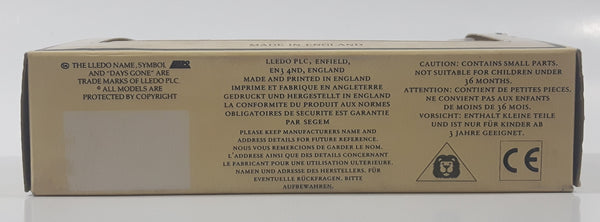 MADE IN ENGLAND
© THE LLEDO NAME, SYMBOL
AND "DAYS GONE" ARE
TRADE MARKS OF LLEDO PLC.
® ALL MODELS ARE
PROTECTED BY COPYRIGHT
LLEDO PLC, ENFIELD,
EN3 4ND, ENGLAND
MADE AND PRINTED IN ENGLAND
IMPRIME ET FABRIQUE EN ANGLETERRE
GEDRUCKT UND HERGESTELLT IN ENGLAND
LA CONFORMITE DU PRODUIT AUX NORMES
OBLIGATOIRES DE SECURITE EST GARANTIE
PAR SEGEM
PLEASE KEEP MANUFACTURERS NAME AND
ADDRESS DETAILS FOR FUTURE REFERENCE.
NOUS VOUS REMERCIONS DE GARDER LE NOM.
L'ADRESSE AINSI QUE DES DETAILS CONCERNANT
LE FABRICANT POUR UNE UTILISATION ULTERIEURE.
NAMEN UND ADRESSE DES HERSTELLERS. FÜR
EVENTUELLE RÜCKFRAGEN. BITTE
AUFBEWAHREN.
CAUTION: CONTAINS SMALL PARTS.
NOT SUITABLE FOR CHILDREN UNDER
36 MONTHS.
ATTENTION: CONTIENT DE PETITES PIECES,
NE CONVIENT PAS AUX ENFANTS
DE MOINS DE 36 MOIS.
VORSICHT: ENTHALT KLEINE TEILE
UND IST NUR FÜR KINDER AB
3 JAHRE GEEIGNET.
CE